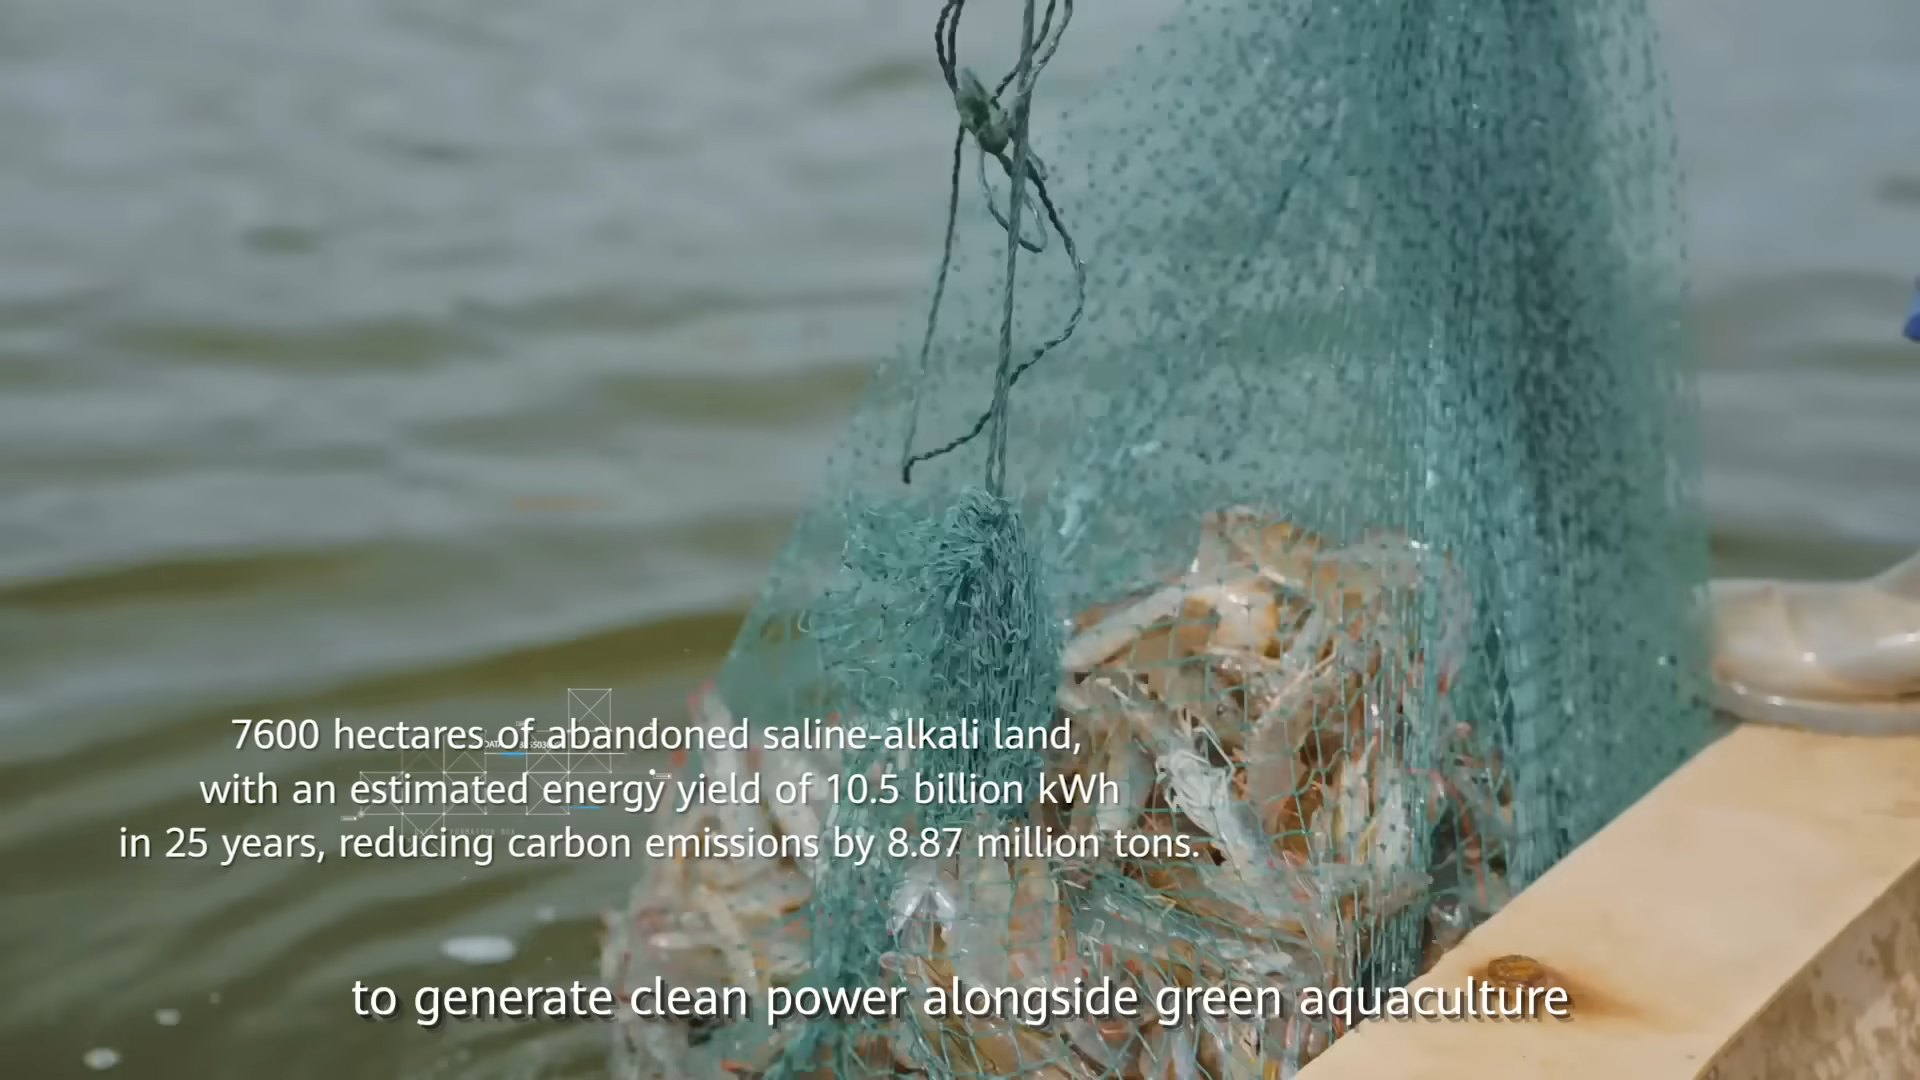 7600 hectares of abandoned saline-alkali land,
with an estimated energy yield of 10.5 billion kWh
in 25 years, reducing carbon emissions by 8.87 million tons.
to generate clean power alongside green aquaculture